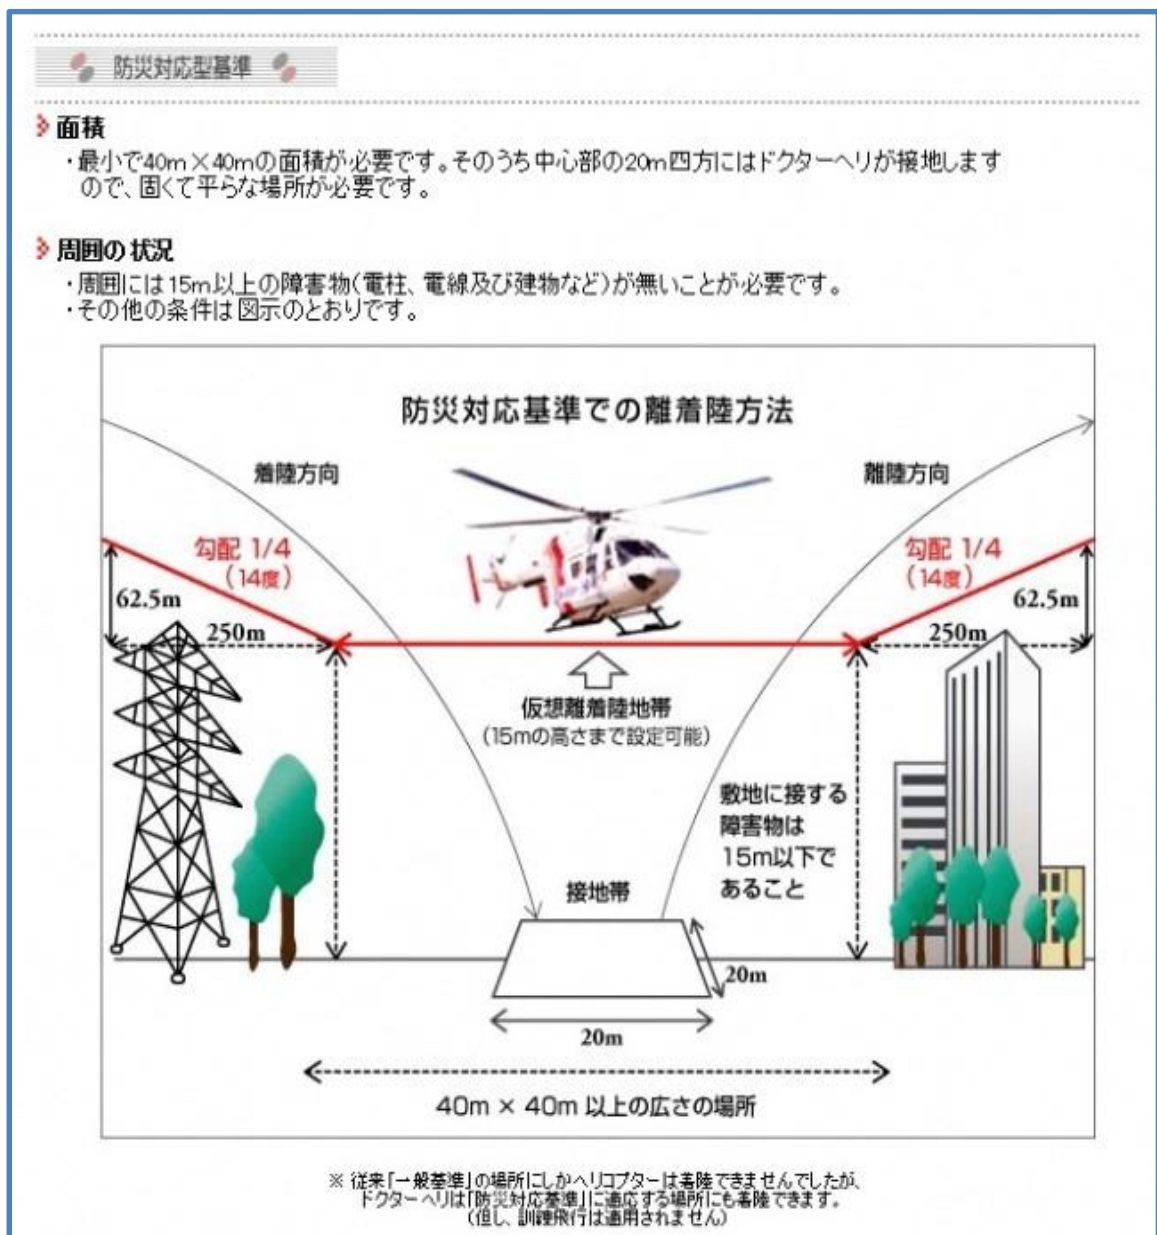 防災対応型基準
面積
・最小で40m×40mの面積が必要です。そのうち中心部の20m四方にはドクターヘリが接地します
ので、固くて平らな場所が必要です。
周囲の状況
・周囲には15m以上の障害物(電柱、電線及び建物など)が無いことが必要です。
・その他の条件は図示のとおりです。
防災対応基準での離着陸方法
着陸方向
離陸方向
勾配 1/4
(14度)
勾配 1/4
(14度)
62.5m
62.5m
250m
250m
仮想離着陸地帯
(15mの高さまで設定可能)
敷地に接する
障害物は
15m以下で
あること
接地帯
20m
20m
40m × 40m 以上の広さの場所
※ 従来「一般基準」の場所にしかヘリコプターは着陸できませんでしたが、
ドクターヘリは「防災対応基準」に適応する場所にも着陸できます。
(但し、訓練飛行は適用されません)